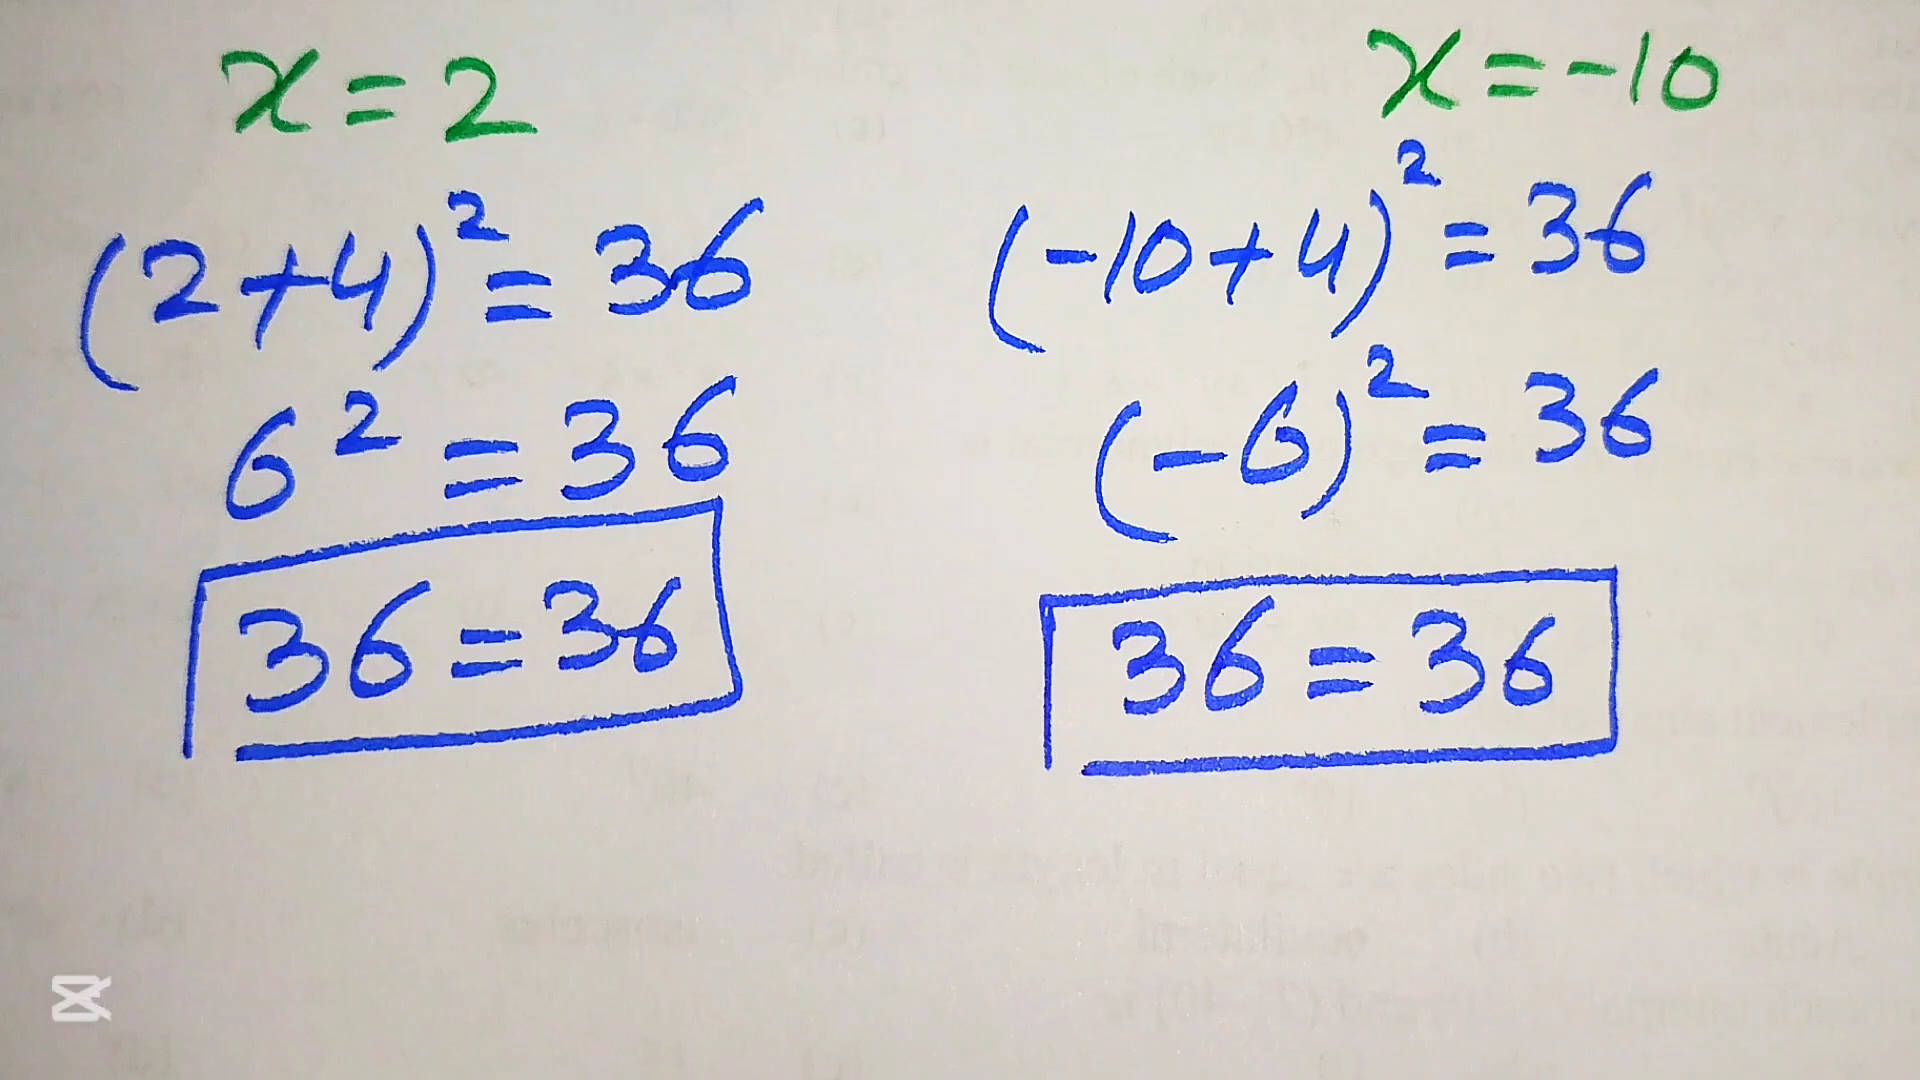 x = 2
(2+4)² = 36
6² = 36
36 = 36
x = -10
(-10+4)² = 36
(-6)² = 36
36 = 36